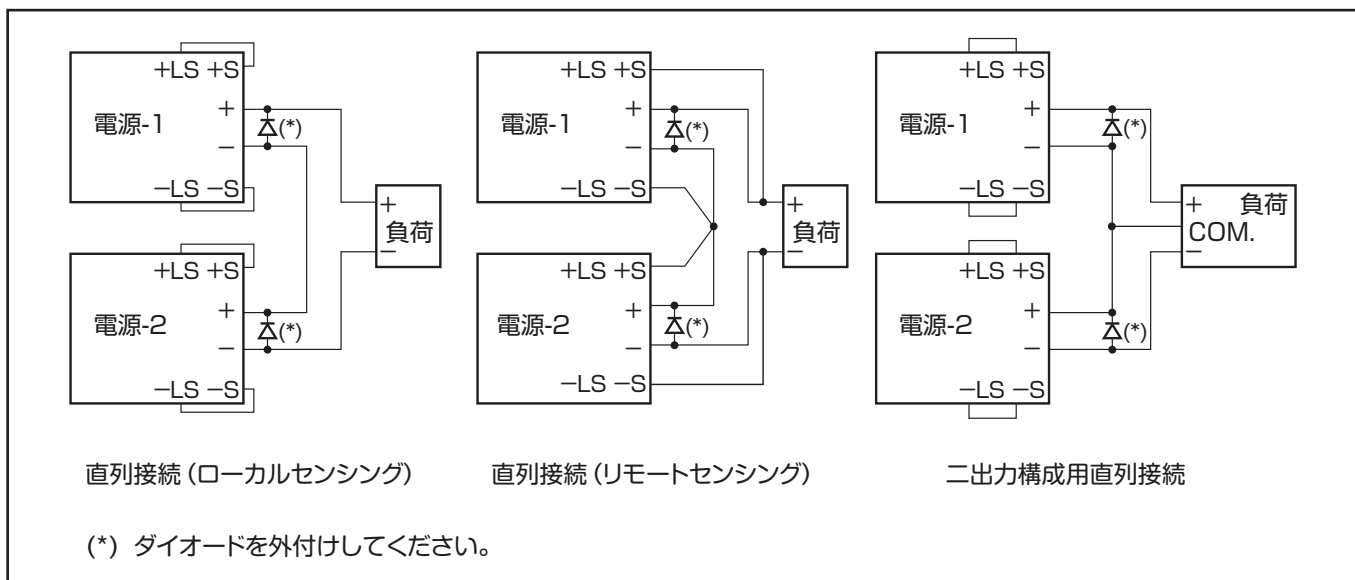 +LS +S
電源-1
+
(*)
−
−LS −S
+
負荷
−
+LS +S
電源-2
+
(*)
−
−LS −S
直列接続 (ローカルセンシング)
+LS +S
電源-1
+
(*)
−
−LS −S
+
負荷
−
+LS +S
電源-2
+
(*)
−
−LS −S
直列接続 (リモートセンシング)
+LS +S
電源-1
+
(*)
−
−LS −S
+ 負荷
COM.
−
+LS +S
電源-2
+
(*)
−
−LS −S
二出力構成用直列接続
(*) ダイオードを外付けしてください。